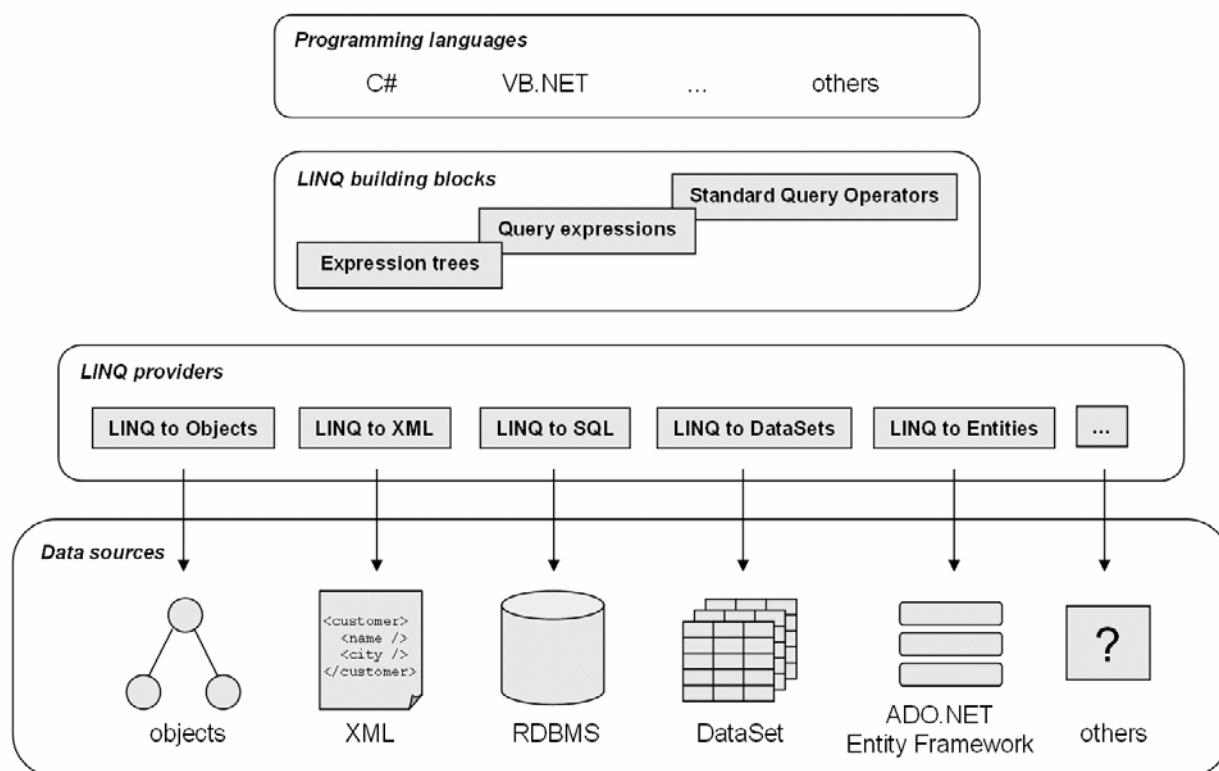 Programming languages
C# VB.NET ... others
LINQ building blocks
Standard Query Operators
Query expressions
Expression trees
LINQ providers
LINQ to Objects LINQ to XML LINQ to SQL LINQ to DataSets LINQ to Entities ...
Data sources
<customer>
<name />
<city />
</customer>
?
objects XML RDBMS DataSet ADO.NET
Entity Framework others